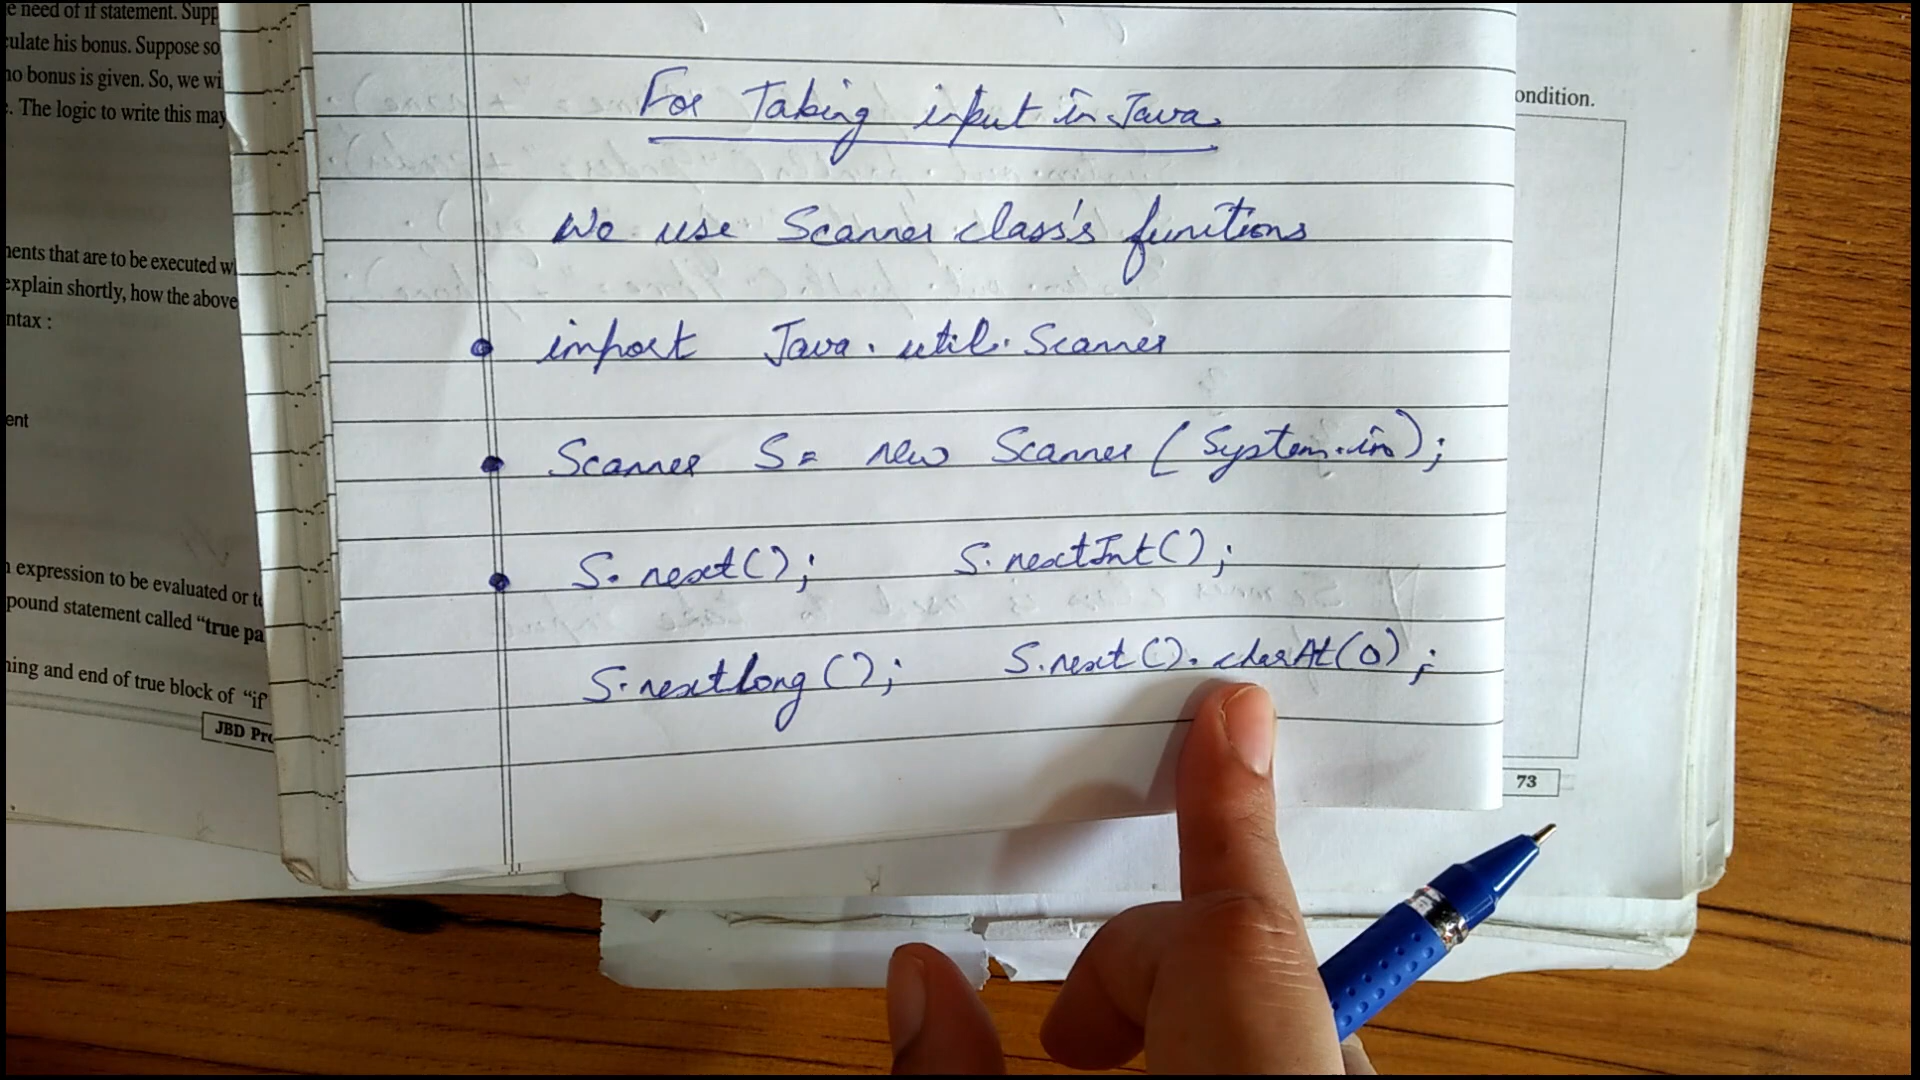 e need of if statement. Supp
culate his bonus. Suppose so
no bonus is given. So, we wi
. The logic to write this may
ents that are to be executed w
explain shortly, how the above
ntax :
ent
expression to be evaluated or t
pound statement called “true pa
ning and end of true block of “if
JBD Pr
For Taking input in Java.
We use Scanner class's funitions
import Java.util.Scanner
Scanner S= new Scanner (System.in);
S.next(); S.nextInt();
S.nextlong(); S.next().charAt(0);
ondition.
73